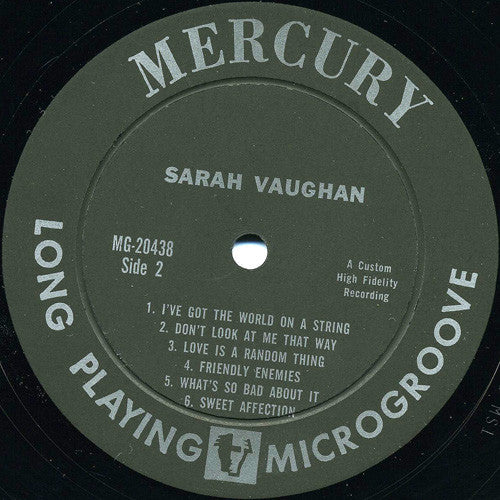 MERCURY
SARAH VAUGHAN
MG-20438
Side 2
A Custom
High Fidelity
Recording
1. I'VE GOT THE WORLD ON A STRING
2. DON'T LOOK AT ME THAT WAY
3. LOVE IS A RANDOM THING
4. FRIENDLY ENEMIES
5. WHAT'S SO BAD ABOUT IT
6. SWEET AFFECTION
LONG PLAYING MICROGROOVE